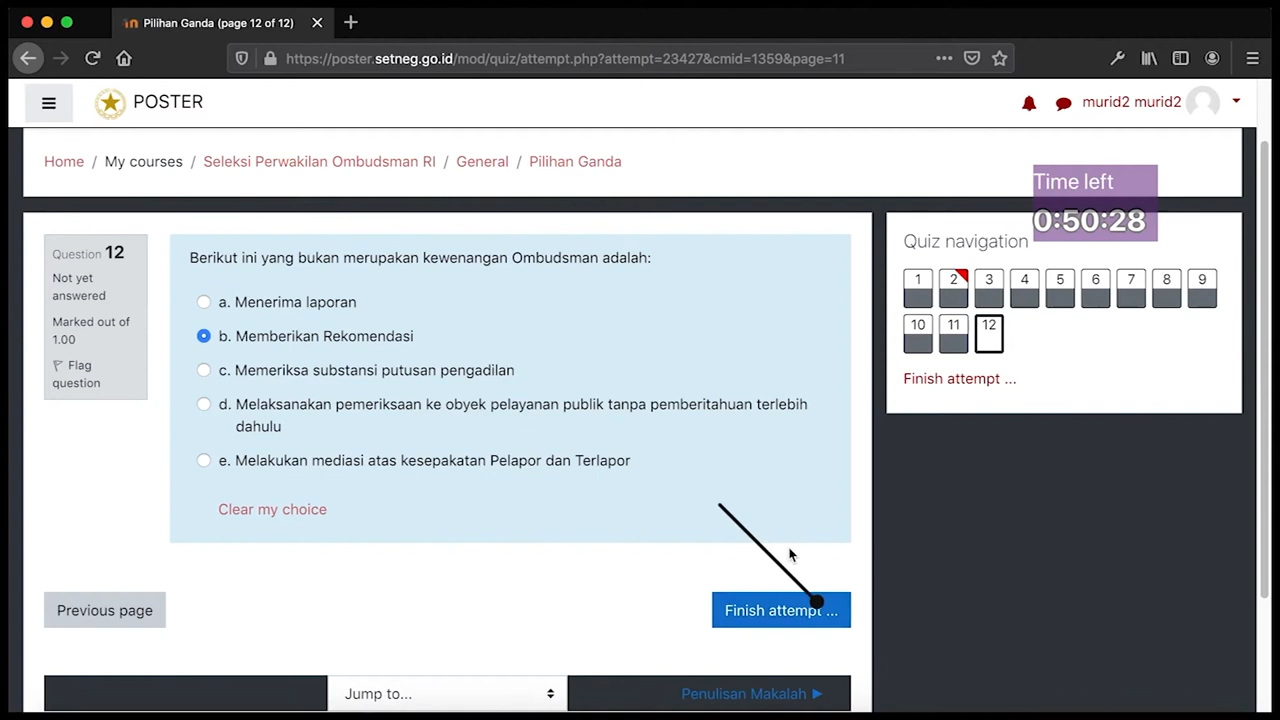 Pilihan Ganda (page 12 of 12)
https://poster.setneg.go.id/mod/quiz/attempt.php?attempt=23427&cmid=1359&page=11
POSTER
murid2 murid2
Home / My courses / Seleksi Perwakilan Ombudsman RI / General / Pilihan Ganda
Time left
0:50:28
Question 12
Not yet
answered
Marked out of
1.00
Flag
question
Berikut ini yang bukan merupakan kewenangan Ombudsman adalah:
a. Menerima laporan
b. Memberikan Rekomendasi
c. Memeriksa substansi putusan pengadilan
d. Melaksanakan pemeriksaan ke obyek pelayanan publik tanpa pemberitahuan terlebih
dahulu
e. Melakukan mediasi atas kesepakatan Pelapor dan Terlapor
Clear my choice
Quiz navigation
1 2 3 4 5 6 7 8 9
10 11 12
Finish attempt ...
Previous page
Finish attempt ...
Jump to...
Penulisan Makalah ▶